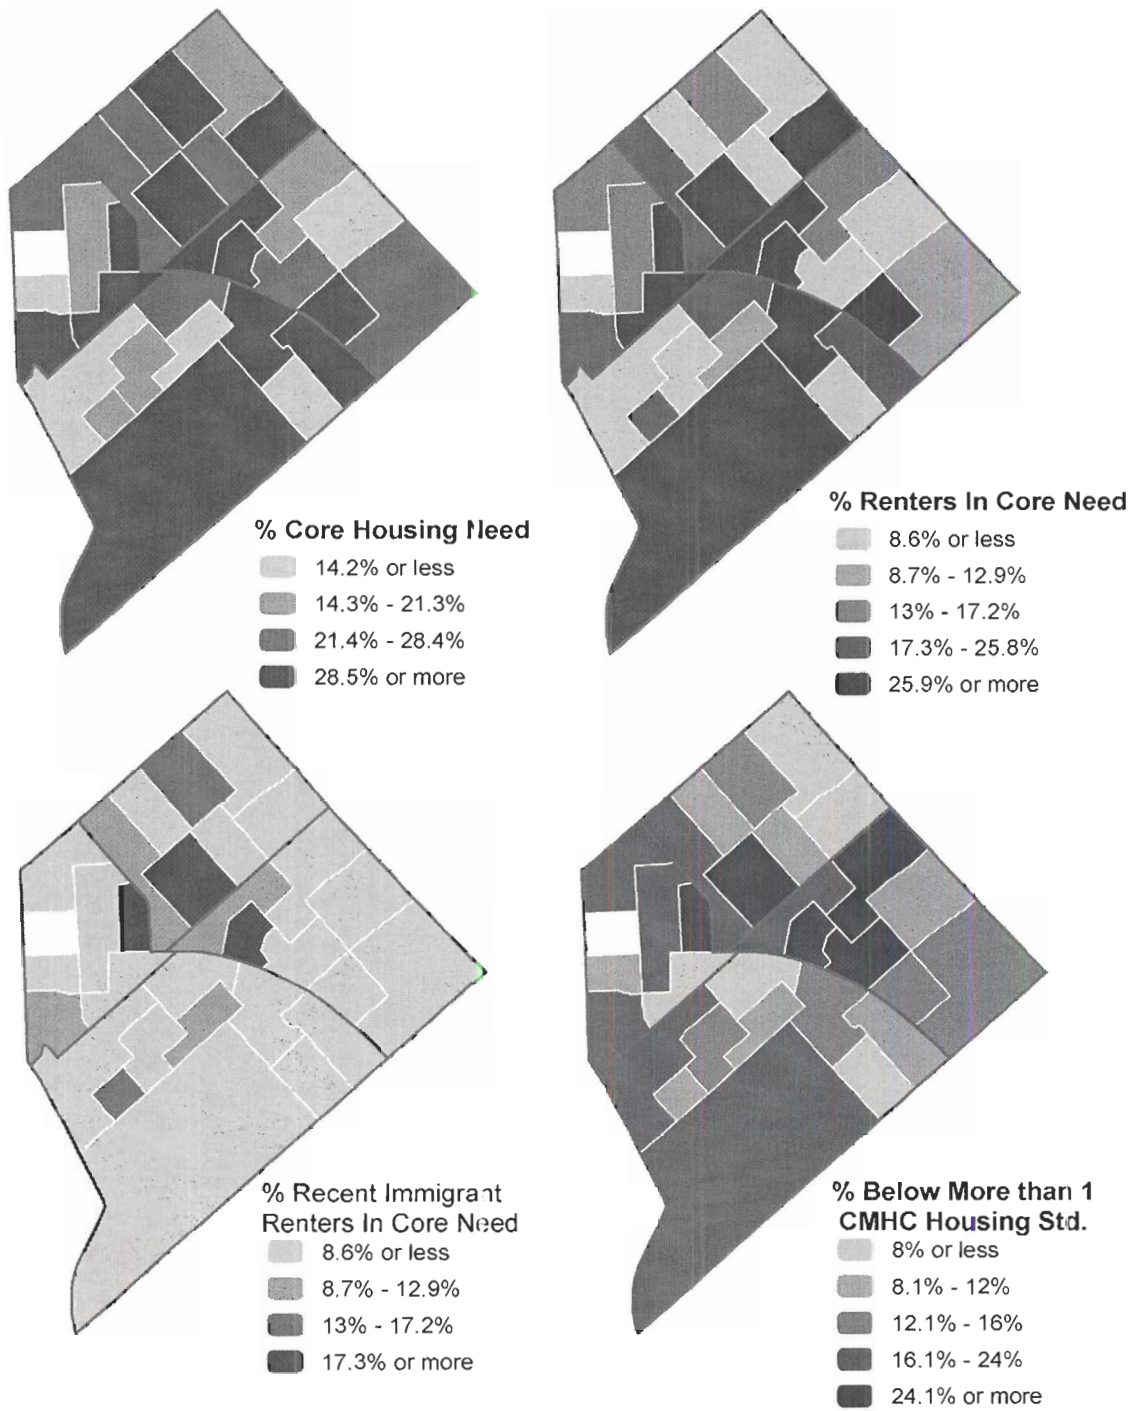 % Core Housing Need
14.2% or less
14.3% - 21.3%
21.4% - 28.4%
28.5% or more
% Renters In Core Need
8.6% or less
8.7% - 12.9%
13% - 17.2%
17.3% - 25.8%
25.9% or more
% Recent Immigrant
Renters In Core Need
8.6% or less
8.7% - 12.9%
13% - 17.2%
17.3% or more
% Below More than 1
CMHC Housing Std.
8% or less
8.1% - 12%
12.1% - 16%
16.1% - 24%
24.1% or more